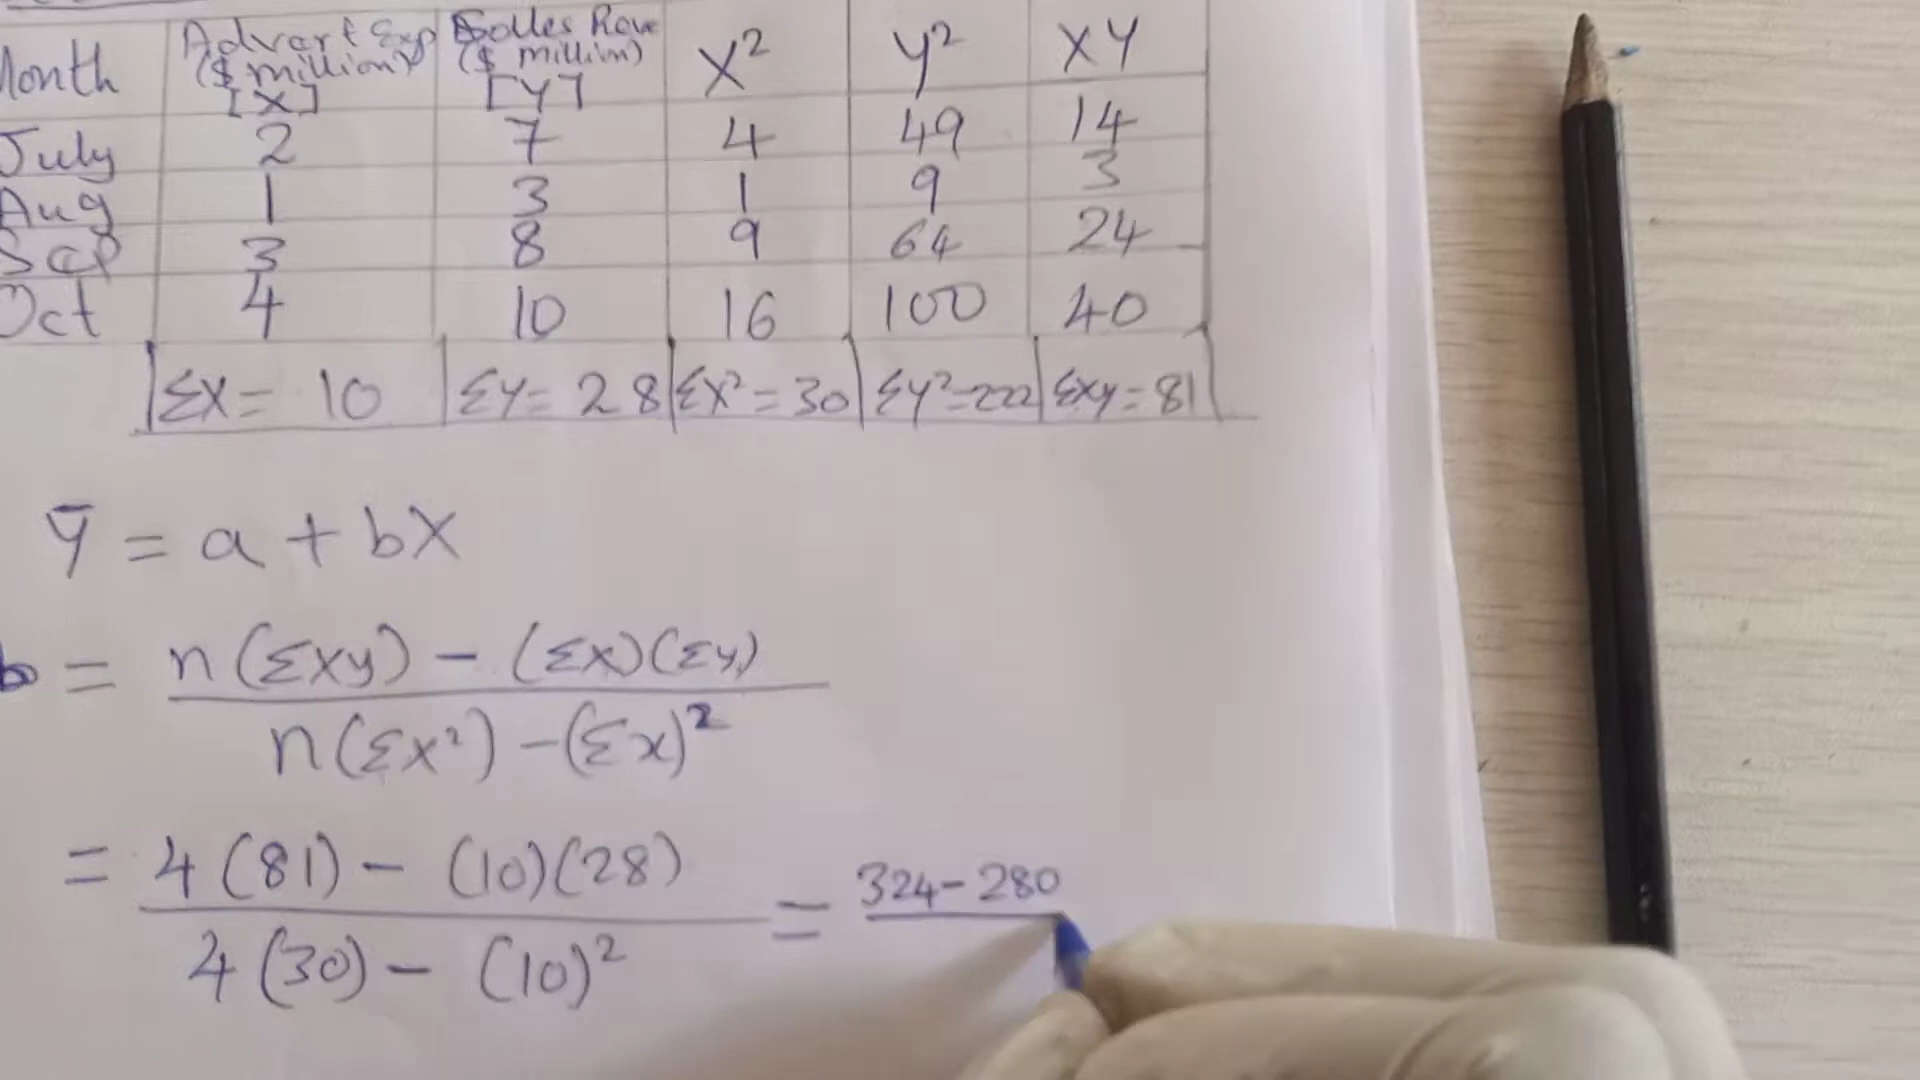 Month Advert Exp ($ million) [X] Salles Rave ($ million) [Y] X² Y² XY
July 2 7 4 49 14
Aug 1 3 1 9 3
Sep 3 8 9 64 24
Oct 4 10 16 100 40
ΣX = 10 ΣY = 28 ΣX² = 30 ΣY² = 222 ΣXY = 81
Ȳ = a + bX
b = n(ΣXY) - (ΣX)(ΣY)
n(ΣX²) - (Σx)²
= 4(81) - (10)(28) = 324 - 280
4(30) - (10)²